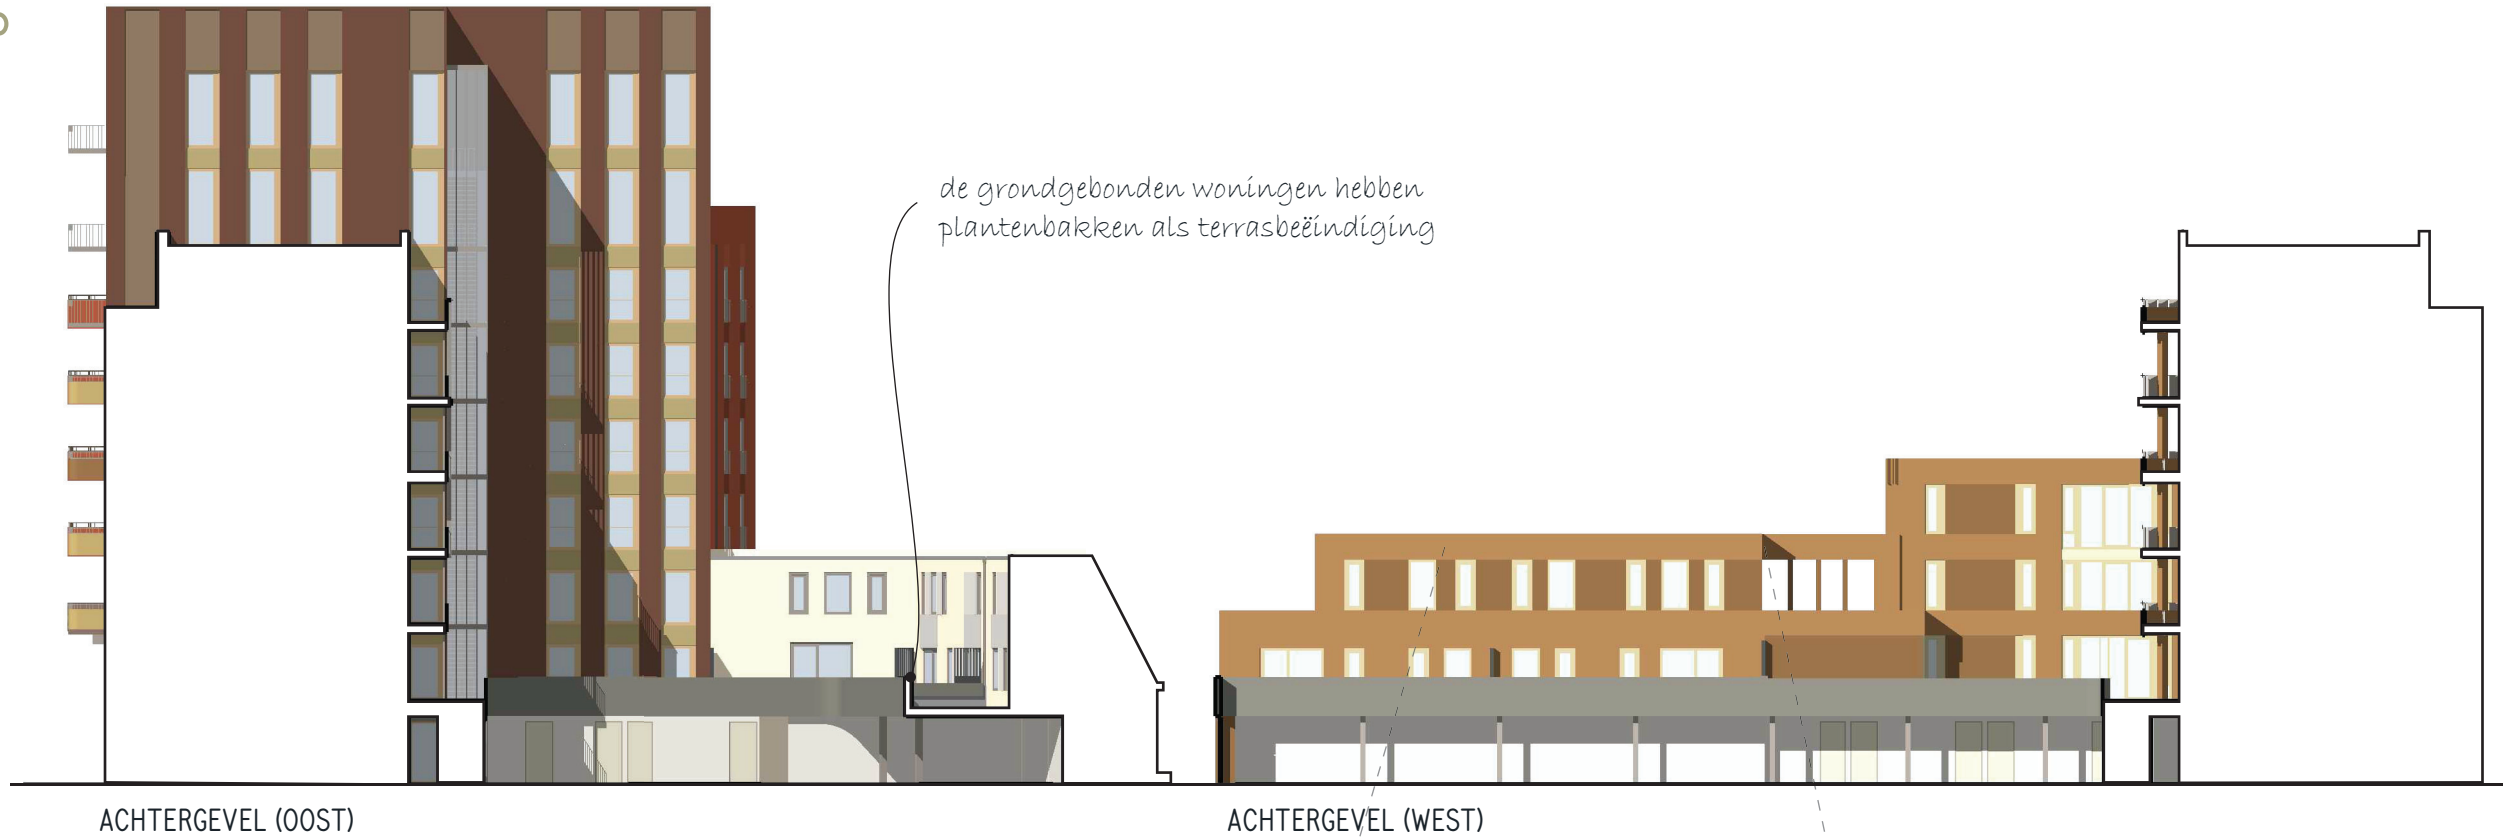 de grondgebonden woningen hebben
plantenbakken als terrasbeëindiging
ACHTERGEVEL (OOST)
ACHTERGEVEL (WEST)